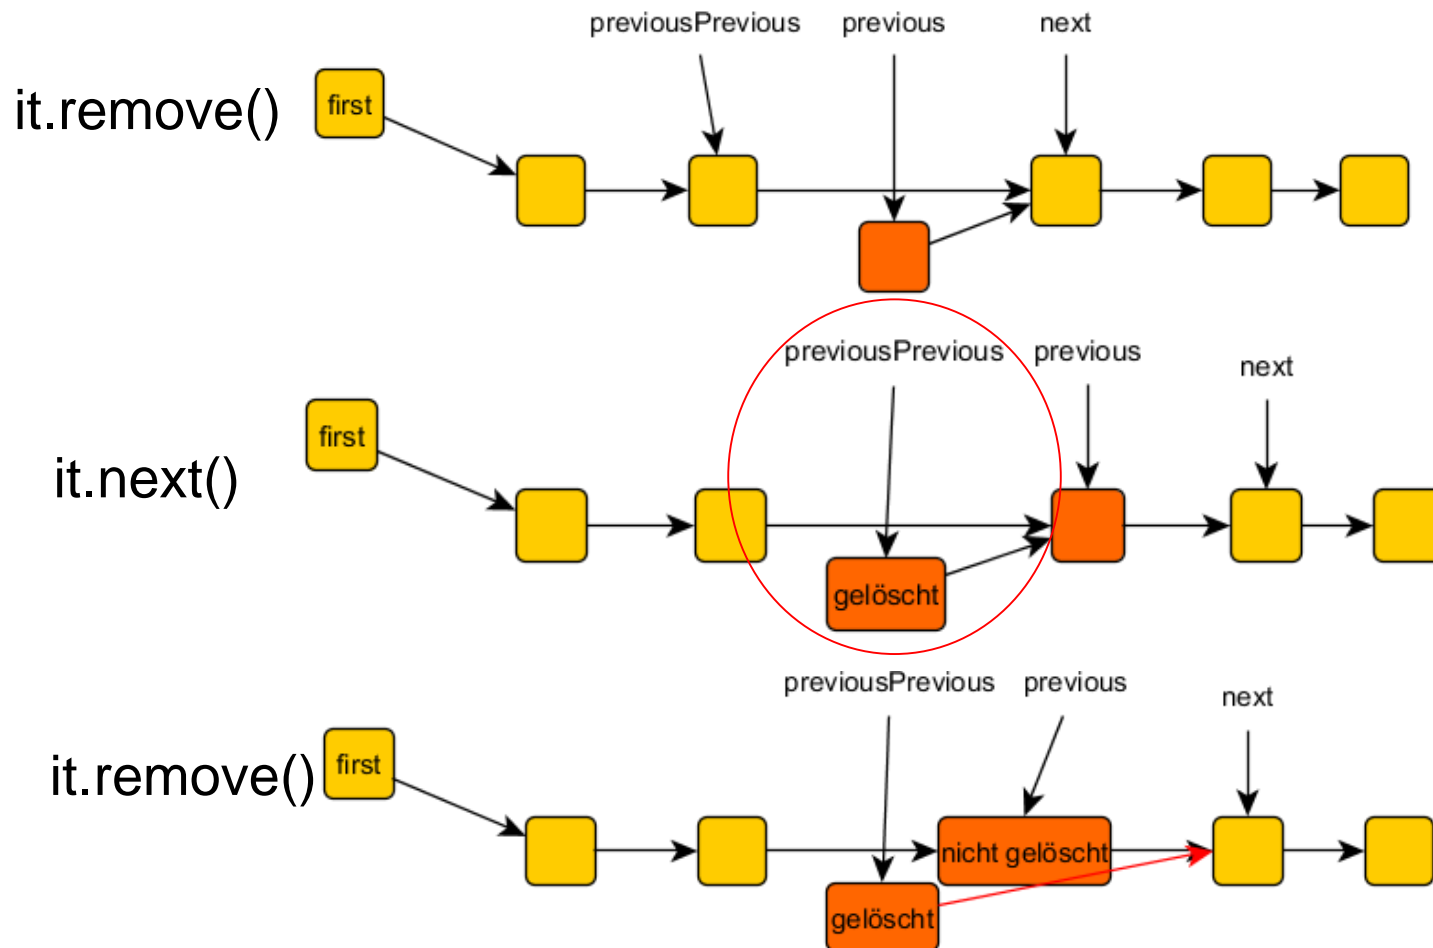 previousPrevious previous next
it.remove() first
previousPrevious previous next
first
it.next()
gelöscht
previousPrevious previous next
it.remove() first
nicht gelöscht
gelöscht